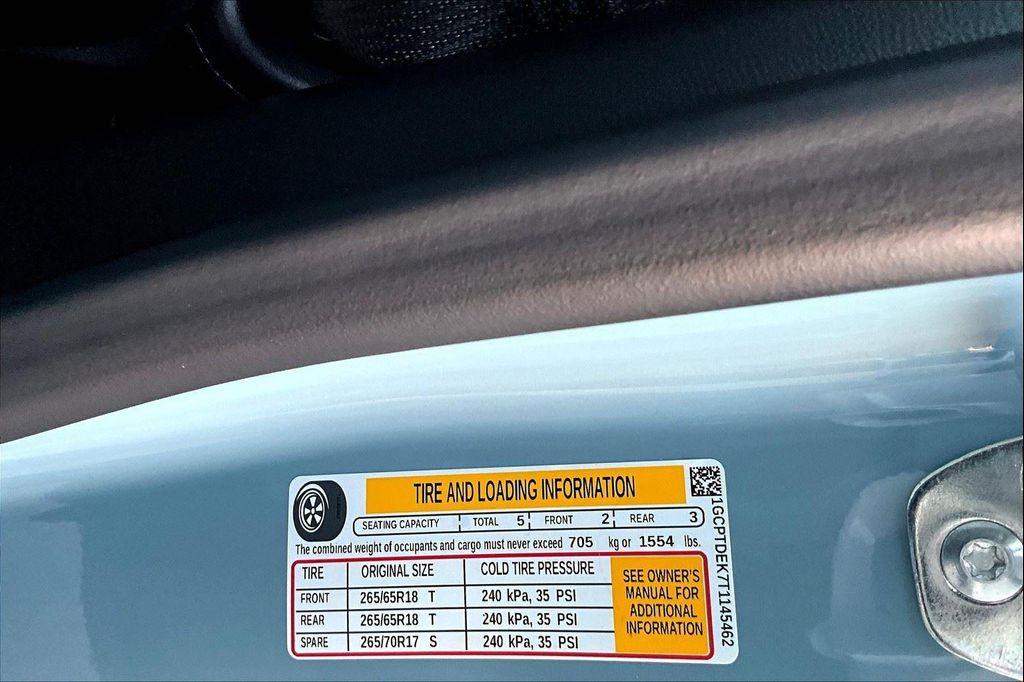 TIRE AND LOADING INFORMATION
SEATING CAPACITY TOTAL 5 FRONT 2 REAR 3
The combined weight of occupants and cargo must never exceed 705 kg or 1554 lbs.
TIRE ORIGINAL SIZE COLD TIRE PRESSURE
FRONT 265/65R18 T 240 kPa, 35 PSI
REAR 265/65R18 T 240 kPa, 35 PSI
SPARE 265/70R17 S 240 kPa, 35 PSI
SEE OWNER'S
MANUAL FOR
ADDITIONAL
INFORMATION
1GCPTDEK7T1145462